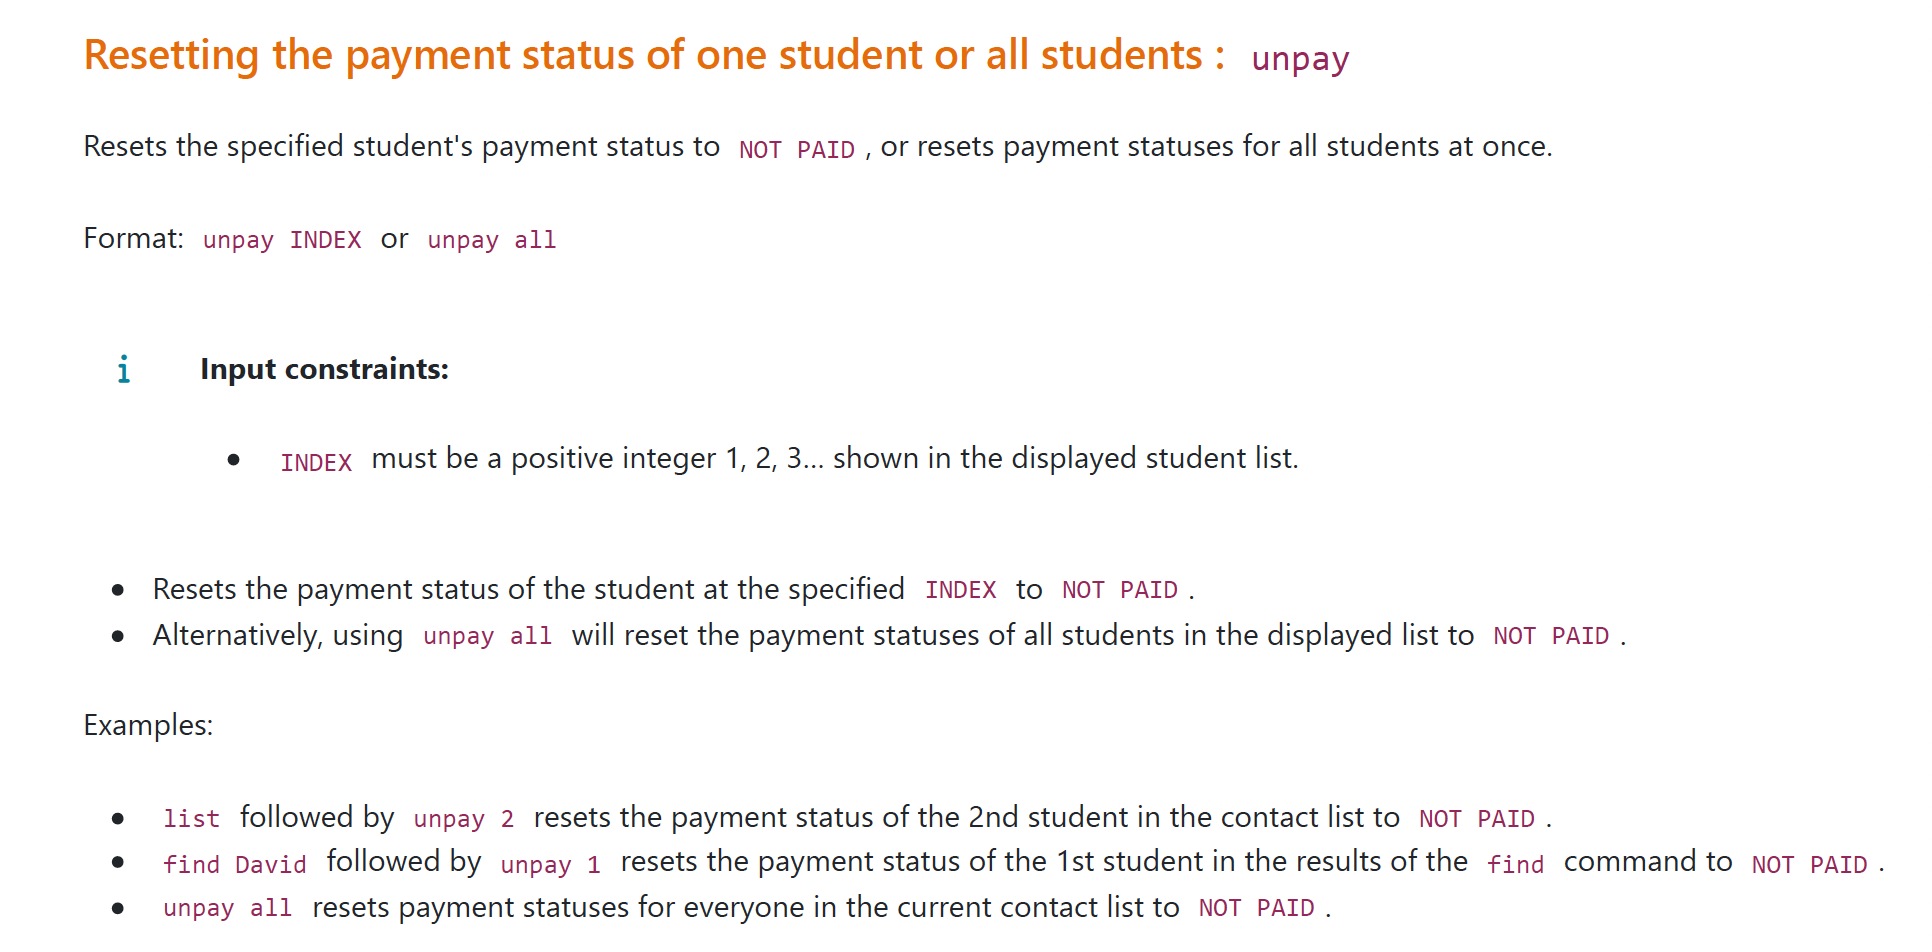 Resetting the payment status of one student or all students : unpay
Resets the specified student's payment status to NOT PAID , or resets payment statuses for all students at once.
Format: unpay INDEX or unpay all
i Input constraints:
• INDEX must be a positive integer 1, 2, 3... shown in the displayed student list.
• Resets the payment status of the student at the specified INDEX to NOT PAID .
• Alternatively, using unpay all will reset the payment statuses of all students in the displayed list to NOT PAID .
Examples:
• list followed by unpay 2 resets the payment status of the 2nd student in the contact list to NOT PAID .
• find David followed by unpay 1 resets the payment status of the 1st student in the results of the find command to NOT PAID .
• unpay all resets payment statuses for everyone in the current contact list to NOT PAID .